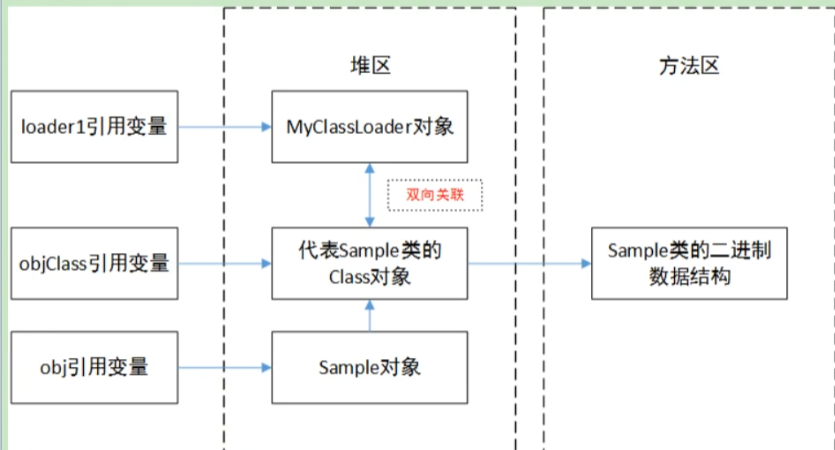 堆区
方法区
loader1引用变量
MyClassLoader对象
双向关联
objClass引用变量
代表Sample类的
Class对象
Sample类的二进制
数据结构
obj引用变量
Sample对象